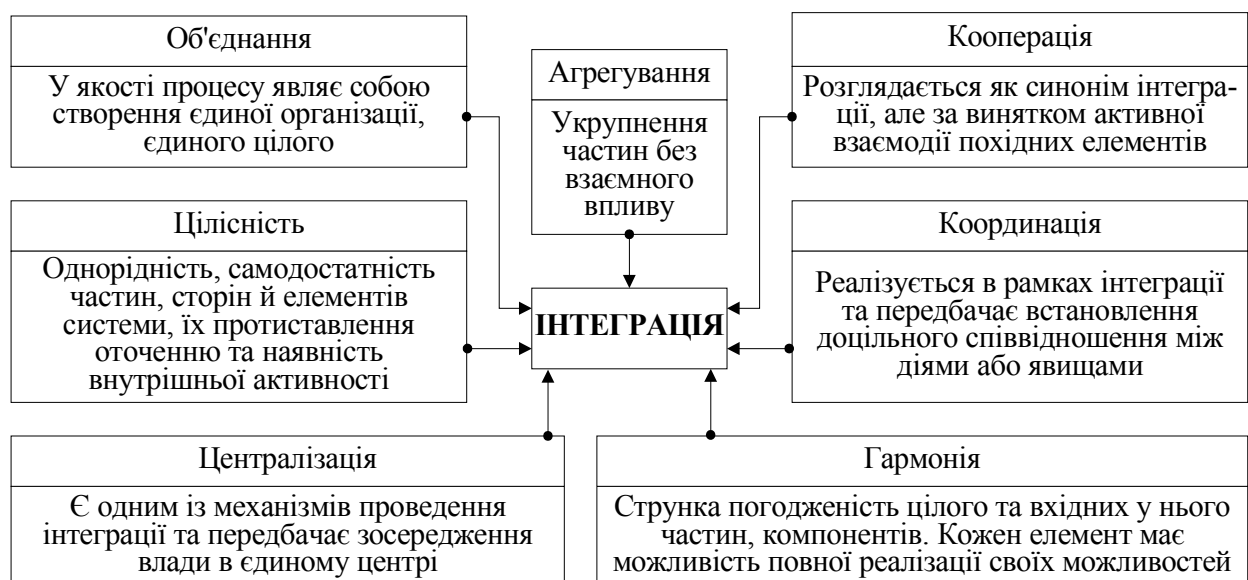 Об'єднання
У якості процесу являє собою
створення єдиної організації,
єдиного цілого
Агрегування
Укрупнення
частин без
взаємного
впливу
Кооперація
Розглядається як синонім інтегра-
ції, але за винятком активної
взаємодії похідних елементів
Цілісність
Однорідність, самодостатність
частин, сторін й елементів
системи, їх протиставлення
оточенню та наявність
внутрішньої активності
ІНТЕГРАЦІЯ
Координація
Реалізується в рамках інтеграції
та передбачає встановлення
доцільного співвідношення між
діями або явищами
Централізація
Є одним із механізмів проведення
інтеграції та передбачає зосередження
влади в єдиному центрі
Гармонія
Струнка погодженість цілого та вхідних у нього
частин, компонентів. Кожен елемент має
можливість повної реалізації своїх можливостей